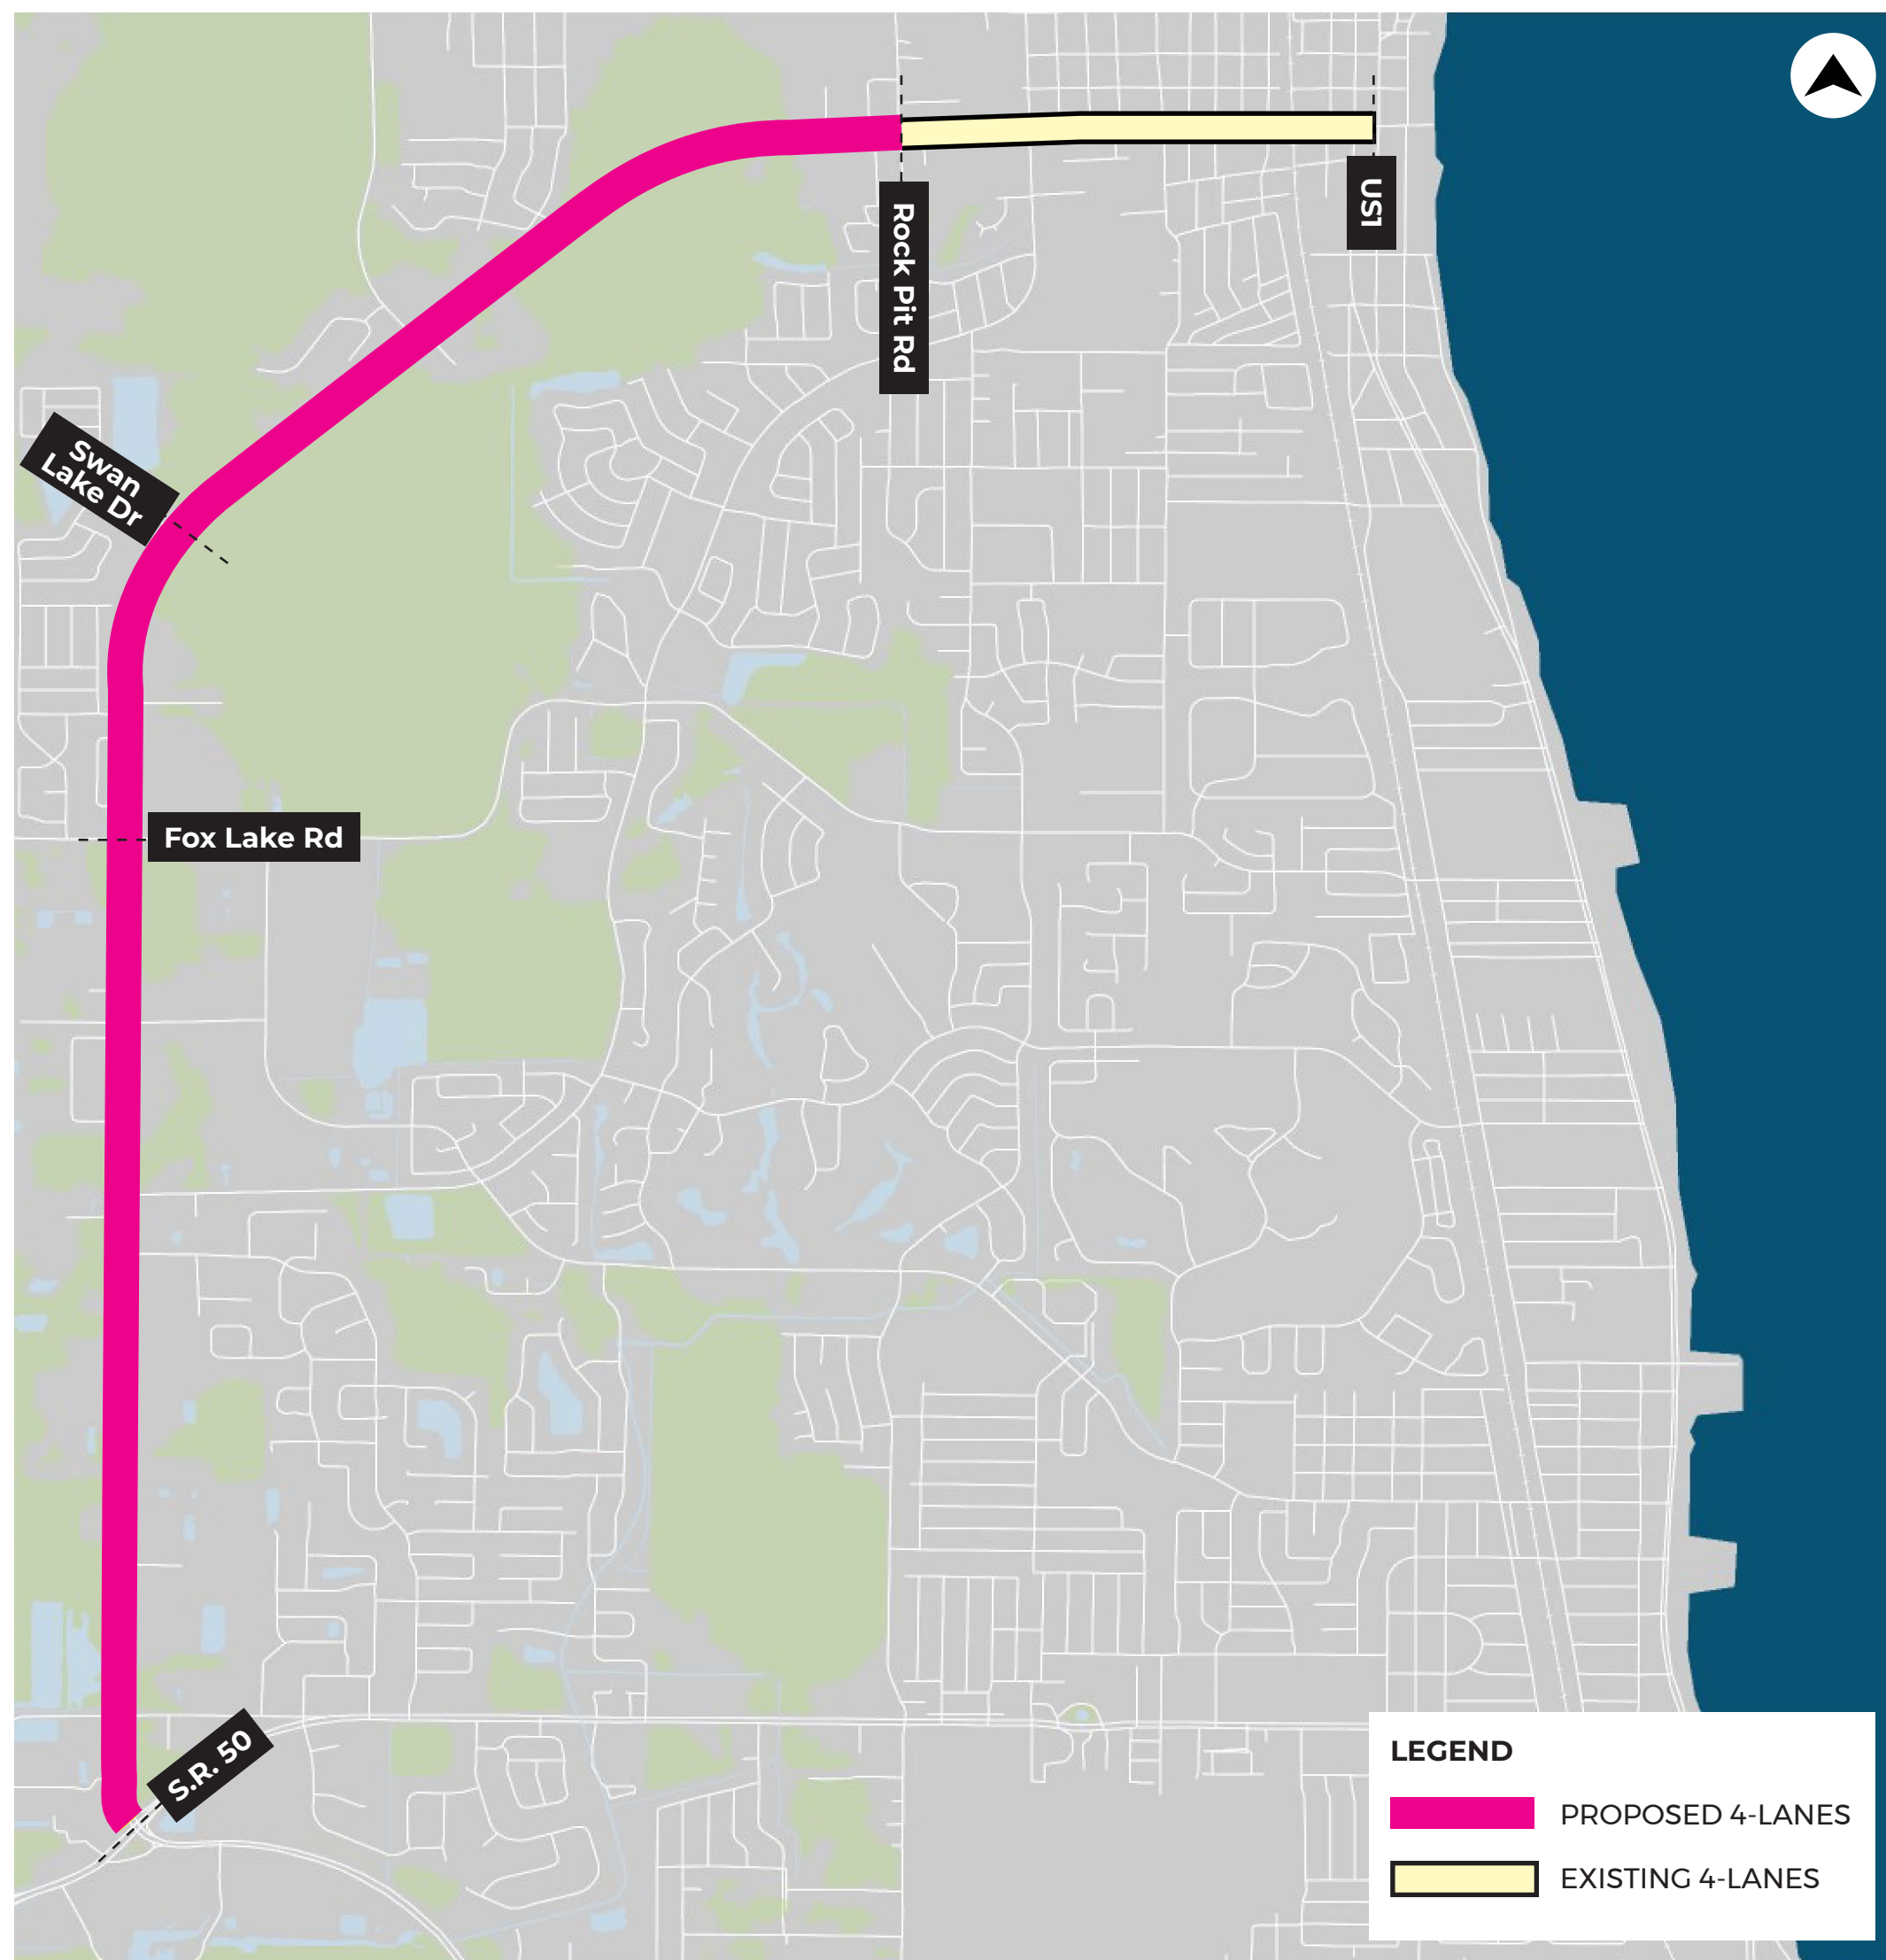 US1
Rock Pit Rd
Swan
Lake Dr
Fox Lake Rd
S.R. 50
LEGEND
PROPOSED 4-LANES
EXISTING 4-LANES